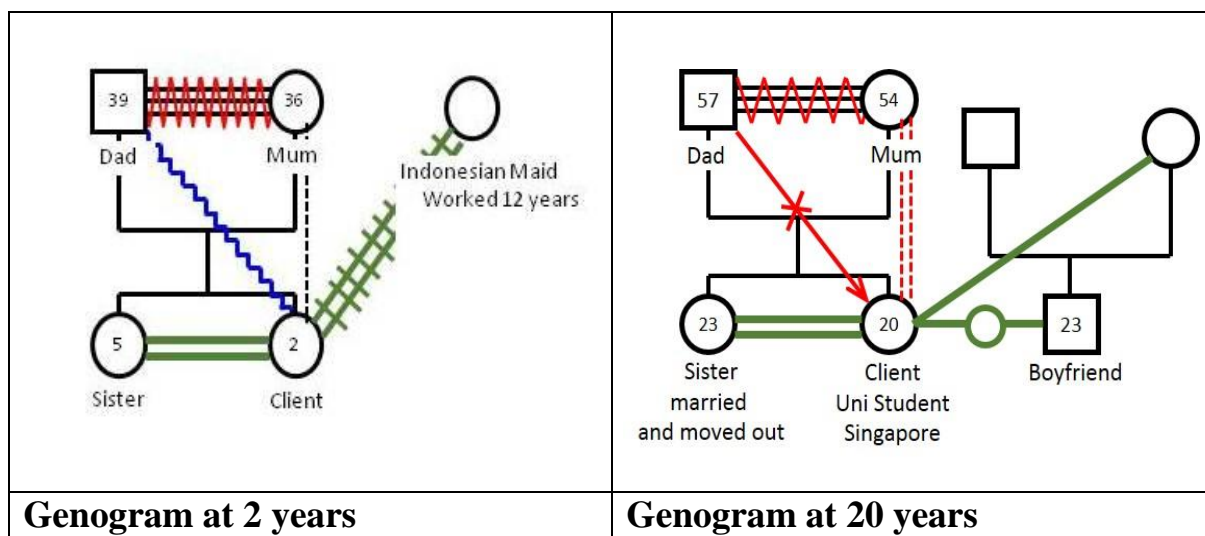 39
36
Dad
Mum
Indonesian Maid
Worked 12 years
5
2
Sister
Client
Genogram at 2 years
57
54
Dad
Mum
23
20
23
Sister
married
and moved out
Client
Uni Student
Singapore
Boyfriend
Genogram at 20 years